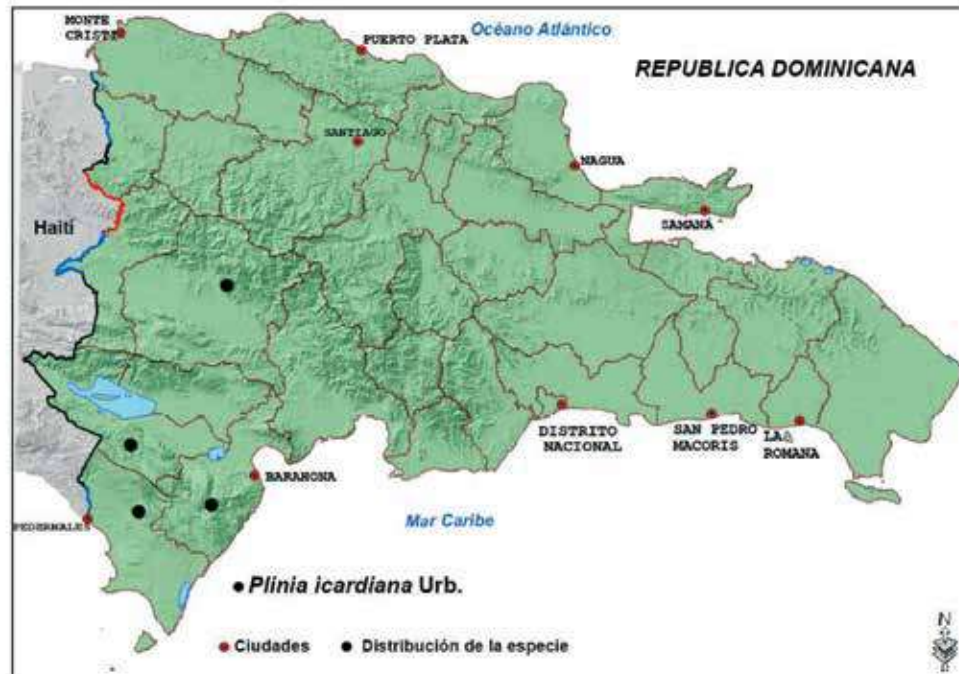 MONTE
CRISTI
PUERTO PLATA
Océano Atlántico
REPUBLICA DOMINICANA
SANTIAGO
NAGUA
SAMANÁ
Haití
DISTRITO
NACIONAL
SAN PEDRO
MACORIS
LA
ROMANA
BARAHONA
PEDERNALES
Mar Caribe
Plinia icardiana Urb.
Ciudades
Distribución de la especie
N